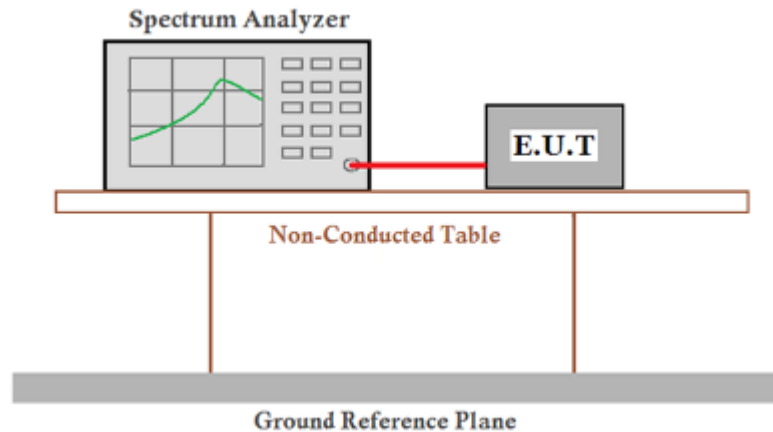 Spectrum Analyzer
E.U.T
Non-Conducted Table
Ground Reference Plane